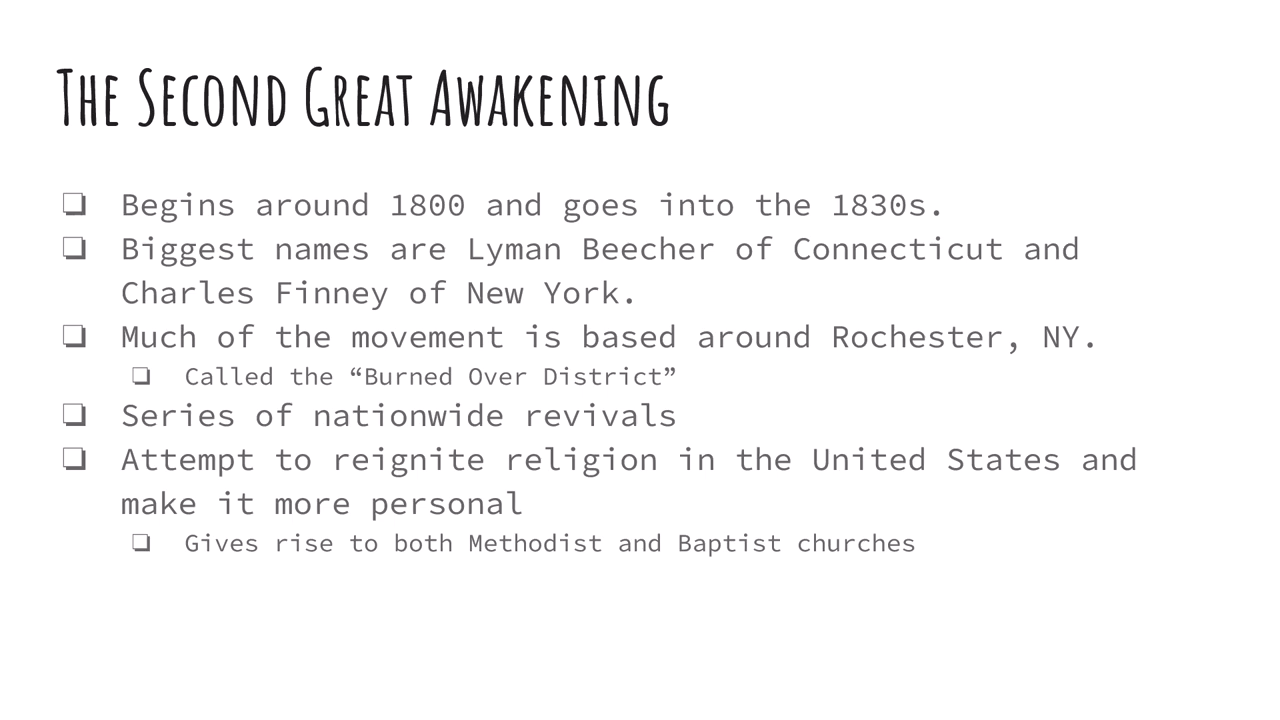 The Second Great Awakening
❏ Begins around 1800 and goes into the 1830s.
❏ Biggest names are Lyman Beecher of Connecticut and
Charles Finney of New York.
❏ Much of the movement is based around Rochester, NY.
❏ Called the “Burned Over District”
❏ Series of nationwide revivals
❏ Attempt to reignite religion in the United States and
make it more personal
❏ Gives rise to both Methodist and Baptist churches